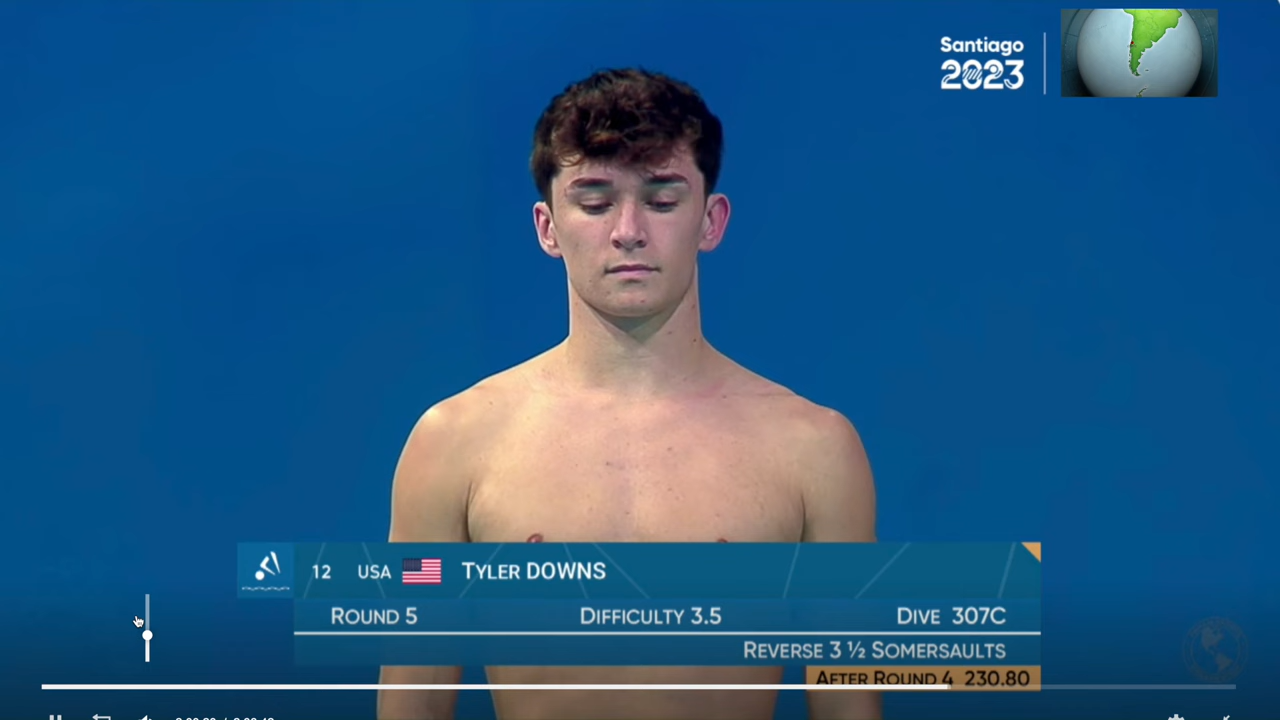 Santiago
2023
12 USA TYLER DOWNS
ROUND 5 DIFFICULTY 3.5 DIVE 307C
REVERSE 3 ½ SOMERSAULTS
AFTER ROUND 4 230.80